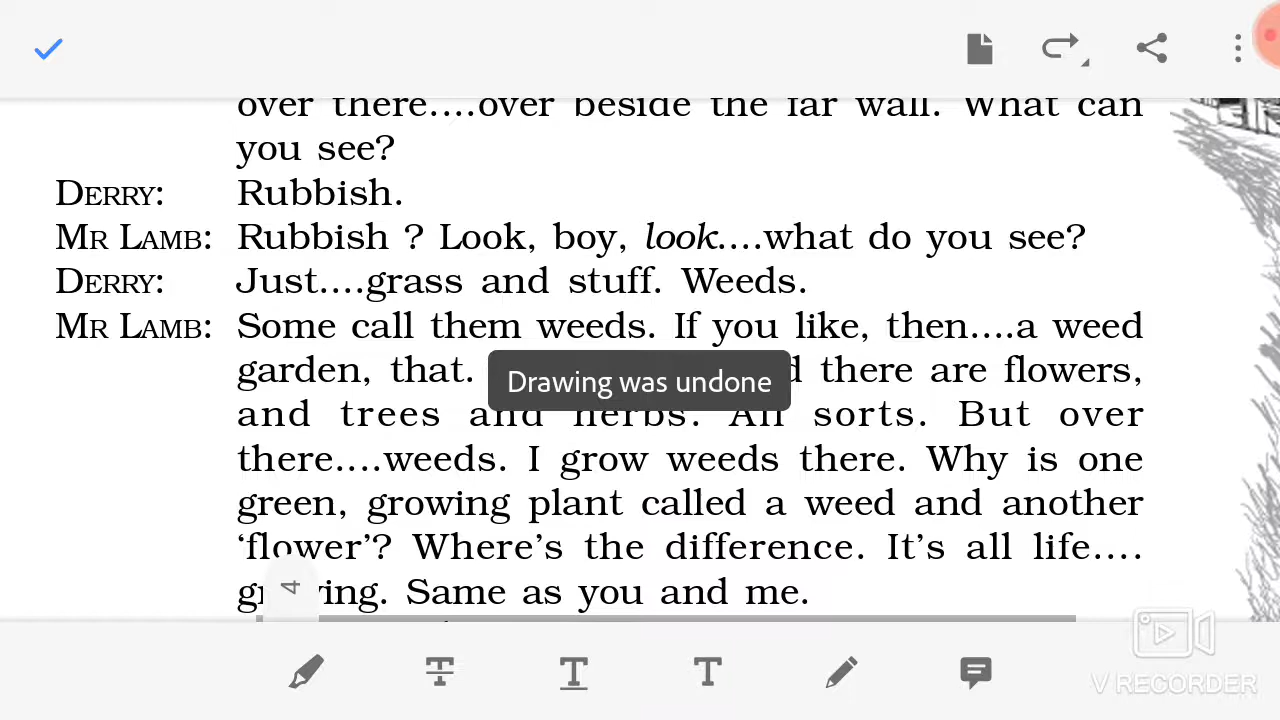 over there....over beside the far wall. What can
you see?
DERRY: Rubbish.
MR LAMB: Rubbish ? Look, boy, look....what do you see?
DERRY: Just....grass and stuff. Weeds.
MR LAMB: Some call them weeds. If you like, then....a weed
garden, that. there are flowers,
Drawing was undone
and trees and herbs. All sorts. But over
there....weeds. I grow weeds there. Why is one
green, growing plant called a weed and another
‘flower’? Where’s the difference. It’s all life....
growing. Same as you and me.
4
V RECORDER